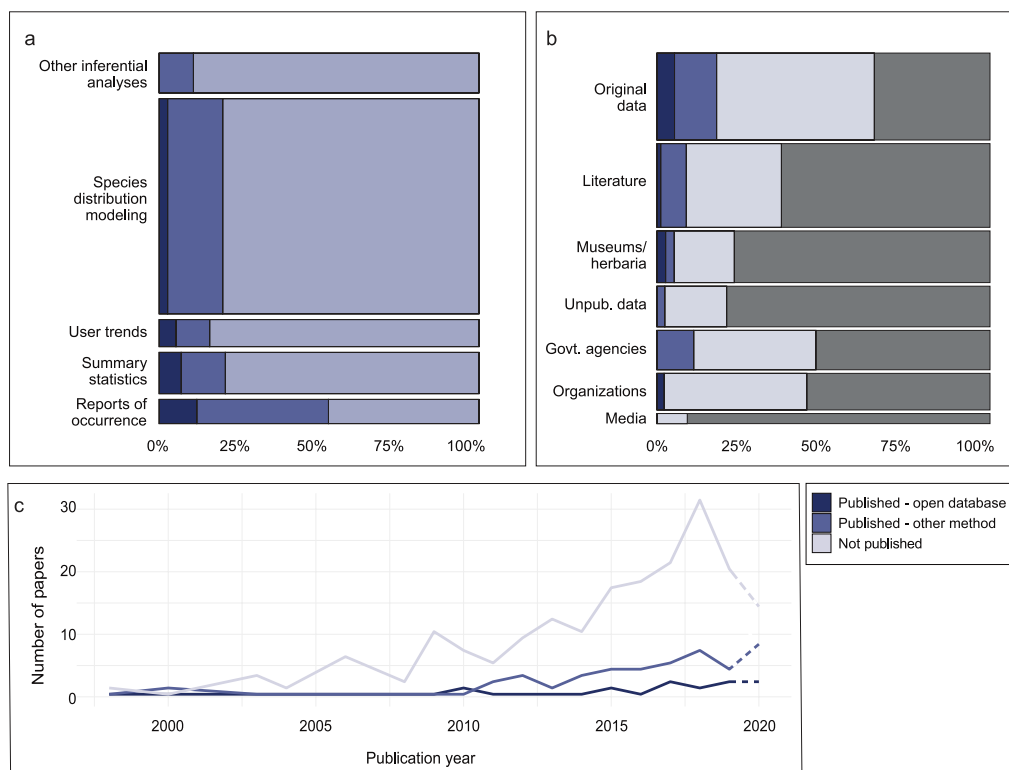 a
Other inferential
analyses
Species
distribution
modeling
User trends
Summary
statistics
Reports of
occurrence
0% 25% 50% 75% 100%
b
Original
data
Literature
Museums/
herbaria
Unpub. data
Govt. agencies
Organizations
Media
0% 25% 50% 75% 100%
c
Number of papers
30
20
10
0
2000 2005 2010 2015 2020
Publication year
Published - open database
Published - other method
Not published